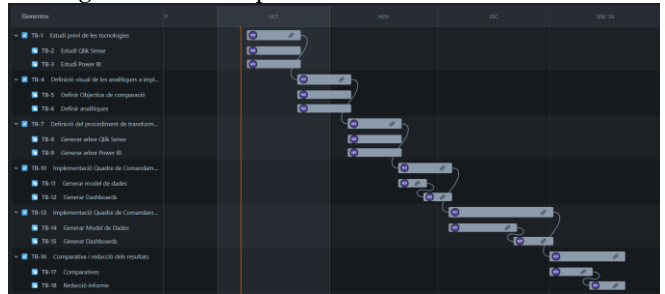 Elementos
P
OCT
NOV
DIC
ENE '24
TB-1 Estudi previ de les tecnologies
TB-2 Estudi Qlik Sense
TB-3 Estudi Power BI
TB-4 Definició visual de les analítiques a impl...
TB-5 Definir Objectius de comparació
TB-6 Definir analítiques
TB-7 Definició del procediment de transform...
TB-8 Generar arbre Qlik Sense
TB-9 Generar arbre Power BI
TB-10 Implementació Quadre de Comandam...
TB-11 Generar model de dades
TB-12 Generar Dashboards
TB-13 Implementació Quadre de Comandam...
TB-14 Generar Model de Dades
TB-15 Generar Dashboards
TB-16 Comparativa i redacció dels resultats
TB-17 Comparatives
TB-18 Redacció informe